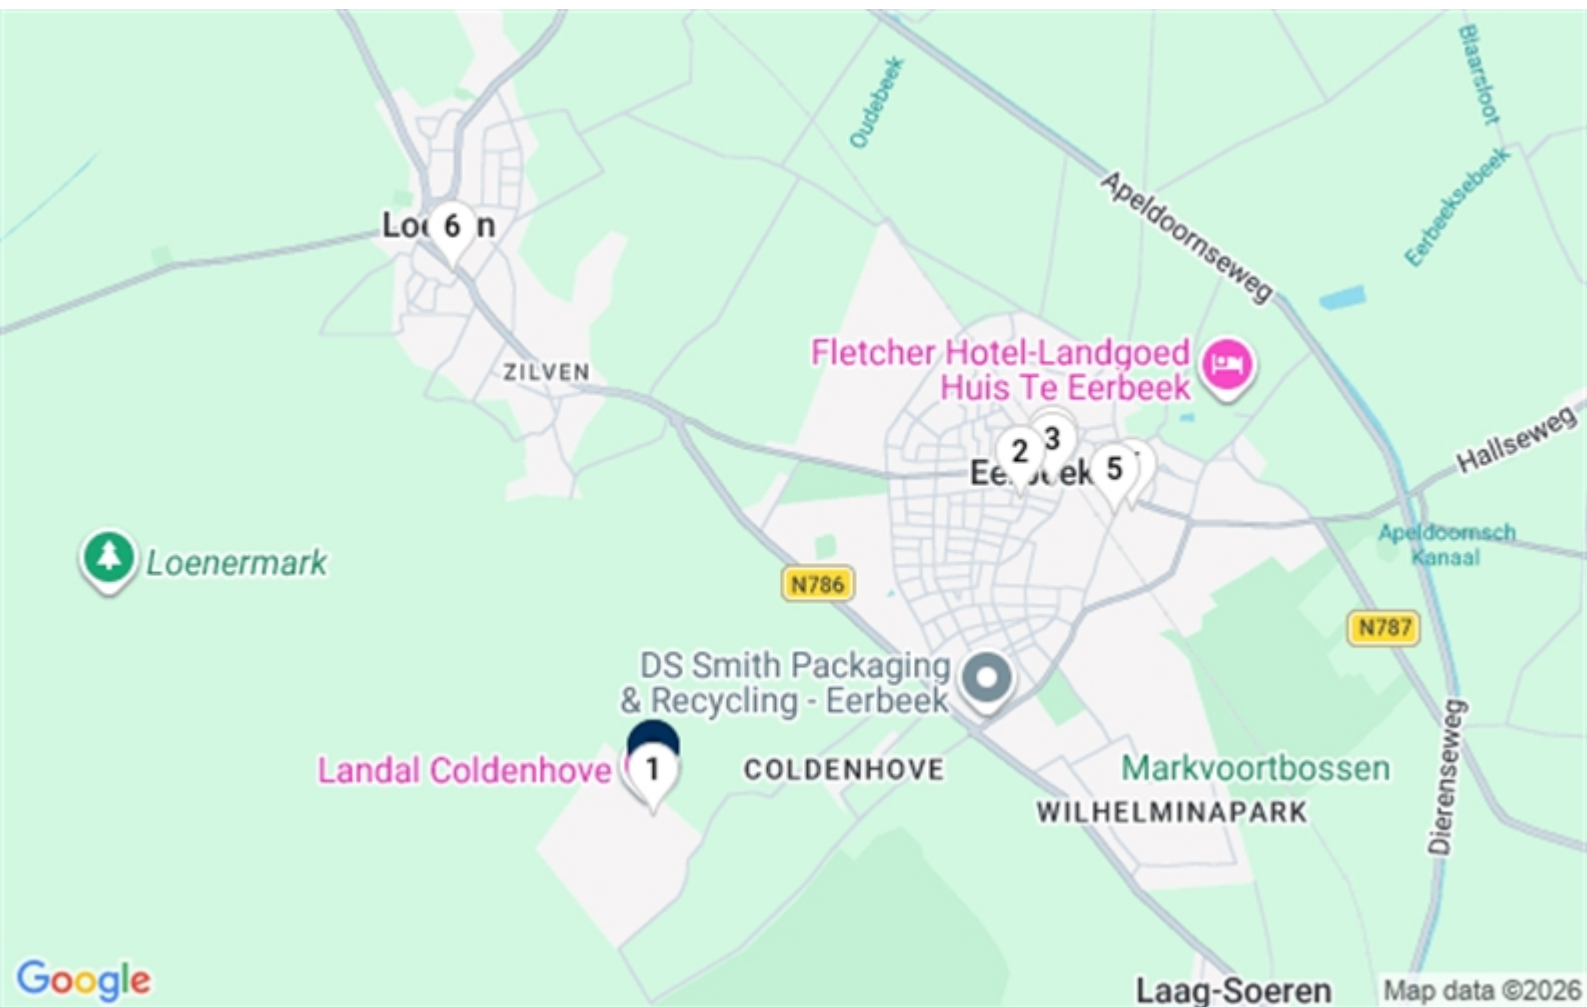 Blaarsloot
Oudebeek
Eerbeeksebeek
Apeldoornseweg
6
Fletcher Hotel-Landgoed
Huis Te Eerbeek
ZILVEN
Hallseweg
2
3
5
Apeldoornsch
Kanaal
Loenermark
N786
N787
DS Smith Packaging
& Recycling - Eerbeek
Landal Coldenhove
1
COLDENHOVE
Markvoortbossen
WILHELMINAPARK
Dierenseweg
Google
Laag-Soeren
Map data ©2026